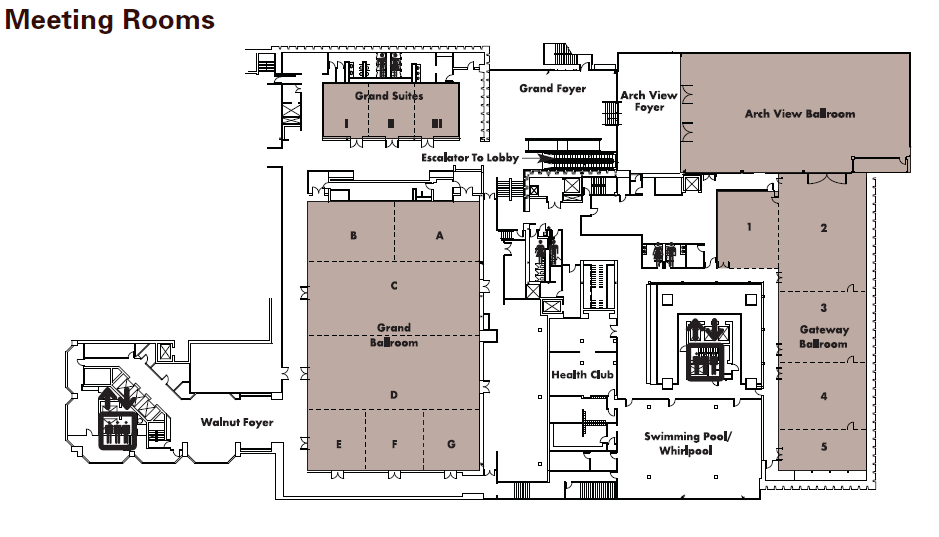 Meeting Rooms
Grand Suites
I II III
Grand Foyer
Arch View
Foyer
Arch View Ballroom
Escalator To Lobby
B A
C
Grand
Ballroom
D
E F G
1 2
3
Gateway
Ballroom
4
5
Health Club
Walnut Foyer
Swimming Pool/
Whirlpool